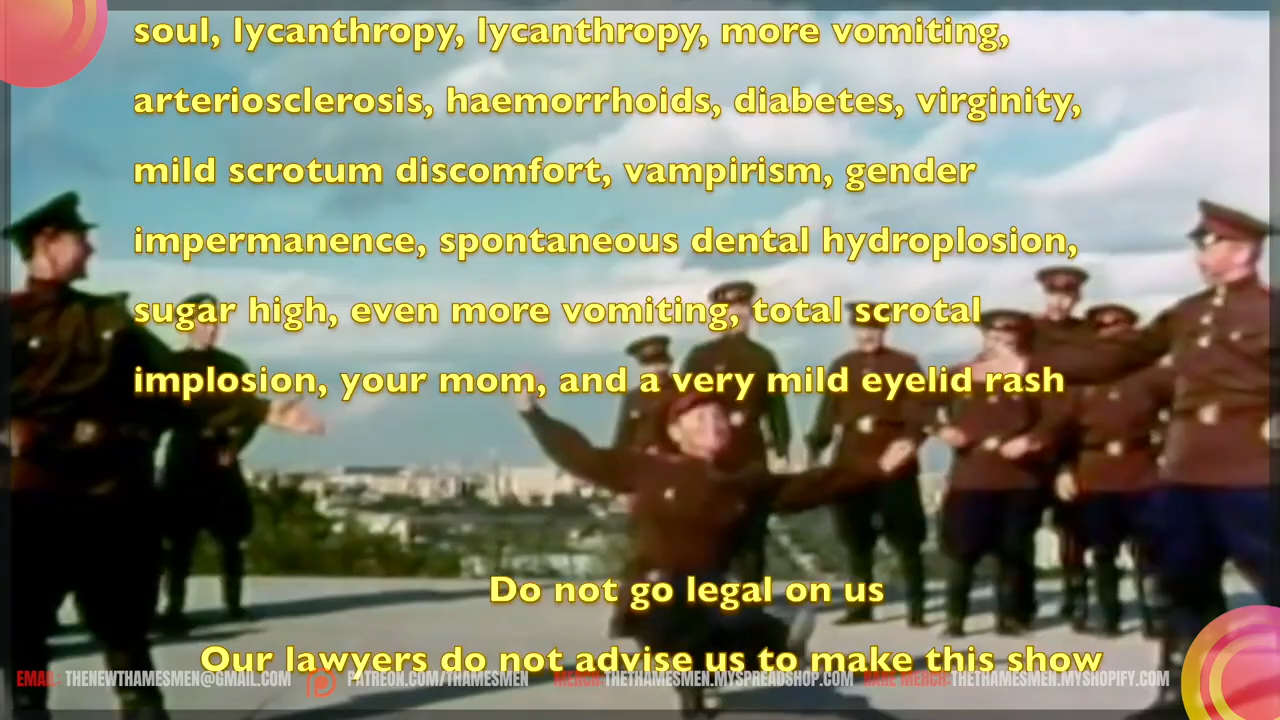 soul, lycanthropy, lycanthropy, more vomiting,
arteriosclerosis, haemorrhoids, diabetes, virginity,
mild scrotum discomfort, vampirism, gender
impermanence, spontaneous dental hydroplosion,
sugar high, even more vomiting, total scrotal
implosion, your mom, and a very mild eyelid rash
Do not go legal on us
Our lawyers do not advise us to make this show
EMAIL: THENEWTHAMESMEN@GMAIL.COM PATREON.COM/THAMESMEN MERCH: THETHAMESMEN.MYSPREADSHOP.COM RARE MERCH: THETHAMESMEN.MYSHOPIFY.COM